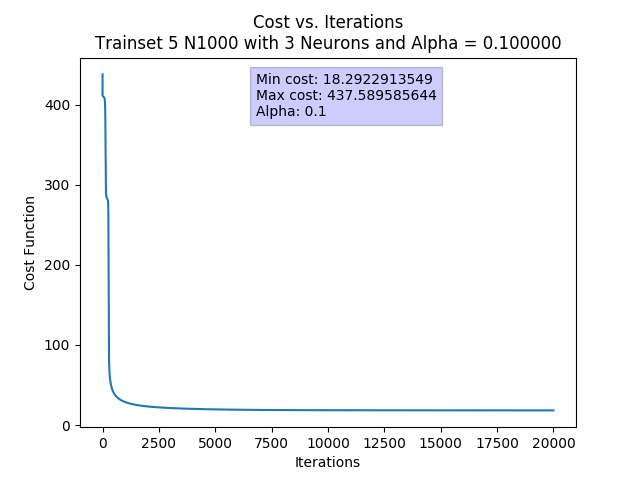 Cost vs. Iterations
Trainset 5 N1000 with 3 Neurons and Alpha = 0.100000
Min cost: 18.2922913549
Max cost: 437.589585644
Alpha: 0.1
Cost Function
400
300
200
100
0
0 2500 5000 7500 10000 12500 15000 17500 20000
Iterations